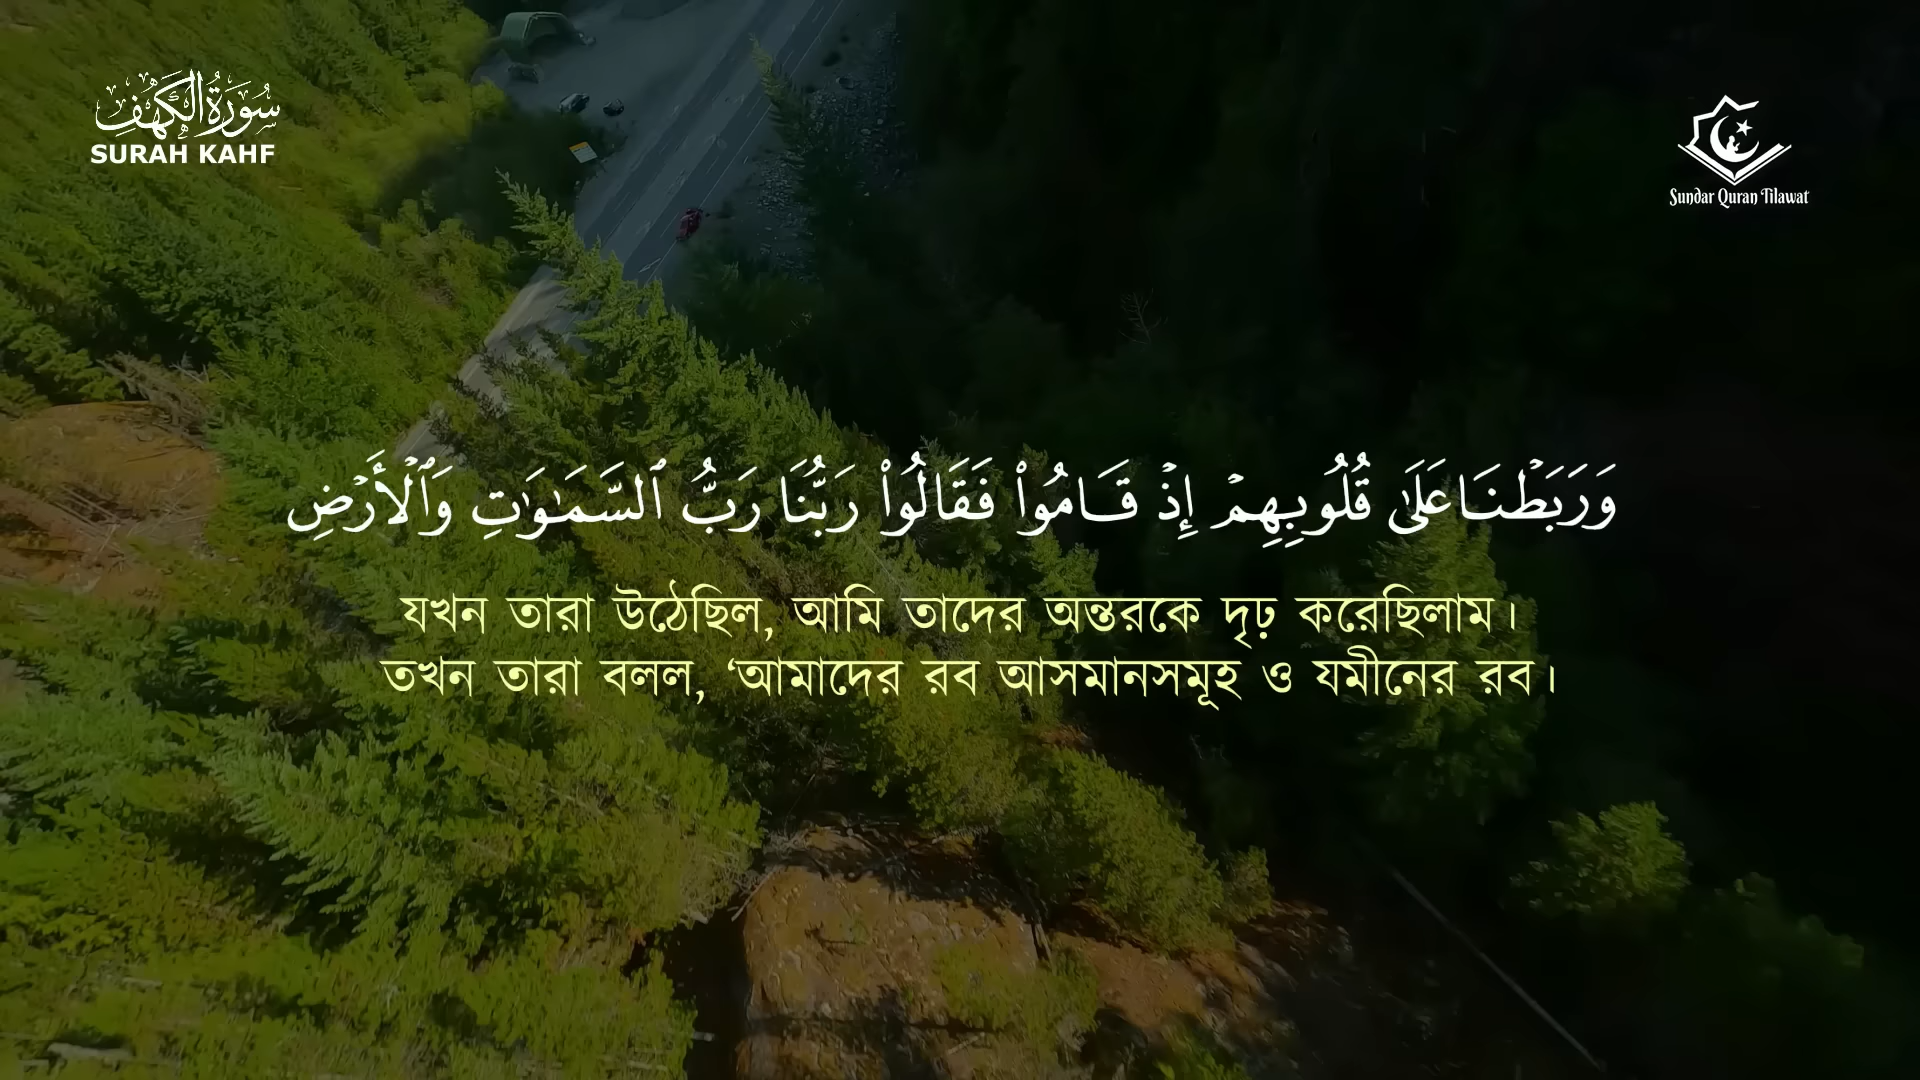 سُورَةُ الْكَهْفِ
SURAH KAHF
Sundar Quran Tilawat
وَرَبَطۡنَا عَلَىٰ قُلُوبِهِمۡ إِذۡ قَامُواْ فَقَالُواْ رَبُّنَا رَبُّ ٱلسَّمَٰوَٰتِ وَٱلۡأَرۡضِ
যখন তারা উঠেছিল, আমি তাদের অন্তরকে দৃঢ় করেছিলাম।
তখন তারা বলল, ‘আমাদের রব আসমানসমূহ ও যমীনের রব।